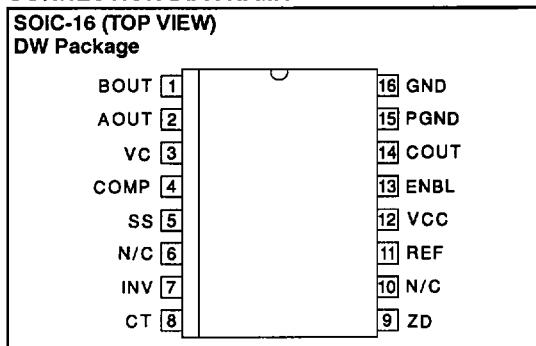 SOIC-16 (TOP VIEW)
DW Package
BOUT 1
AOUT 2
VC 3
COMP 4
SS 5
N/C 6
INV 7
CT 8
16 GND
15 PGND
14 COUT
13 ENBL
12 VCC
11 REF
10 N/C
9 ZD